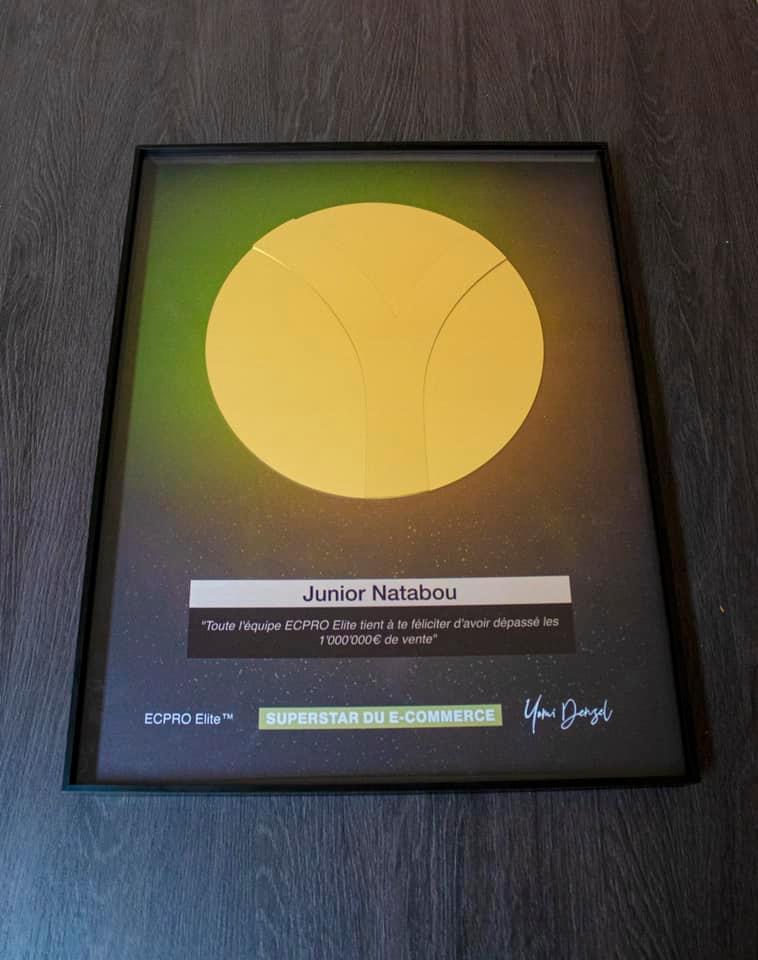 Junior Natabou
"Toute l'équipe ECPRO Elite tient à te féliciter d'avoir dépassé les
1'000'000€ de vente"
ECPRO Elite™ SUPERSTAR DU E-COMMERCE Yomi Denzel